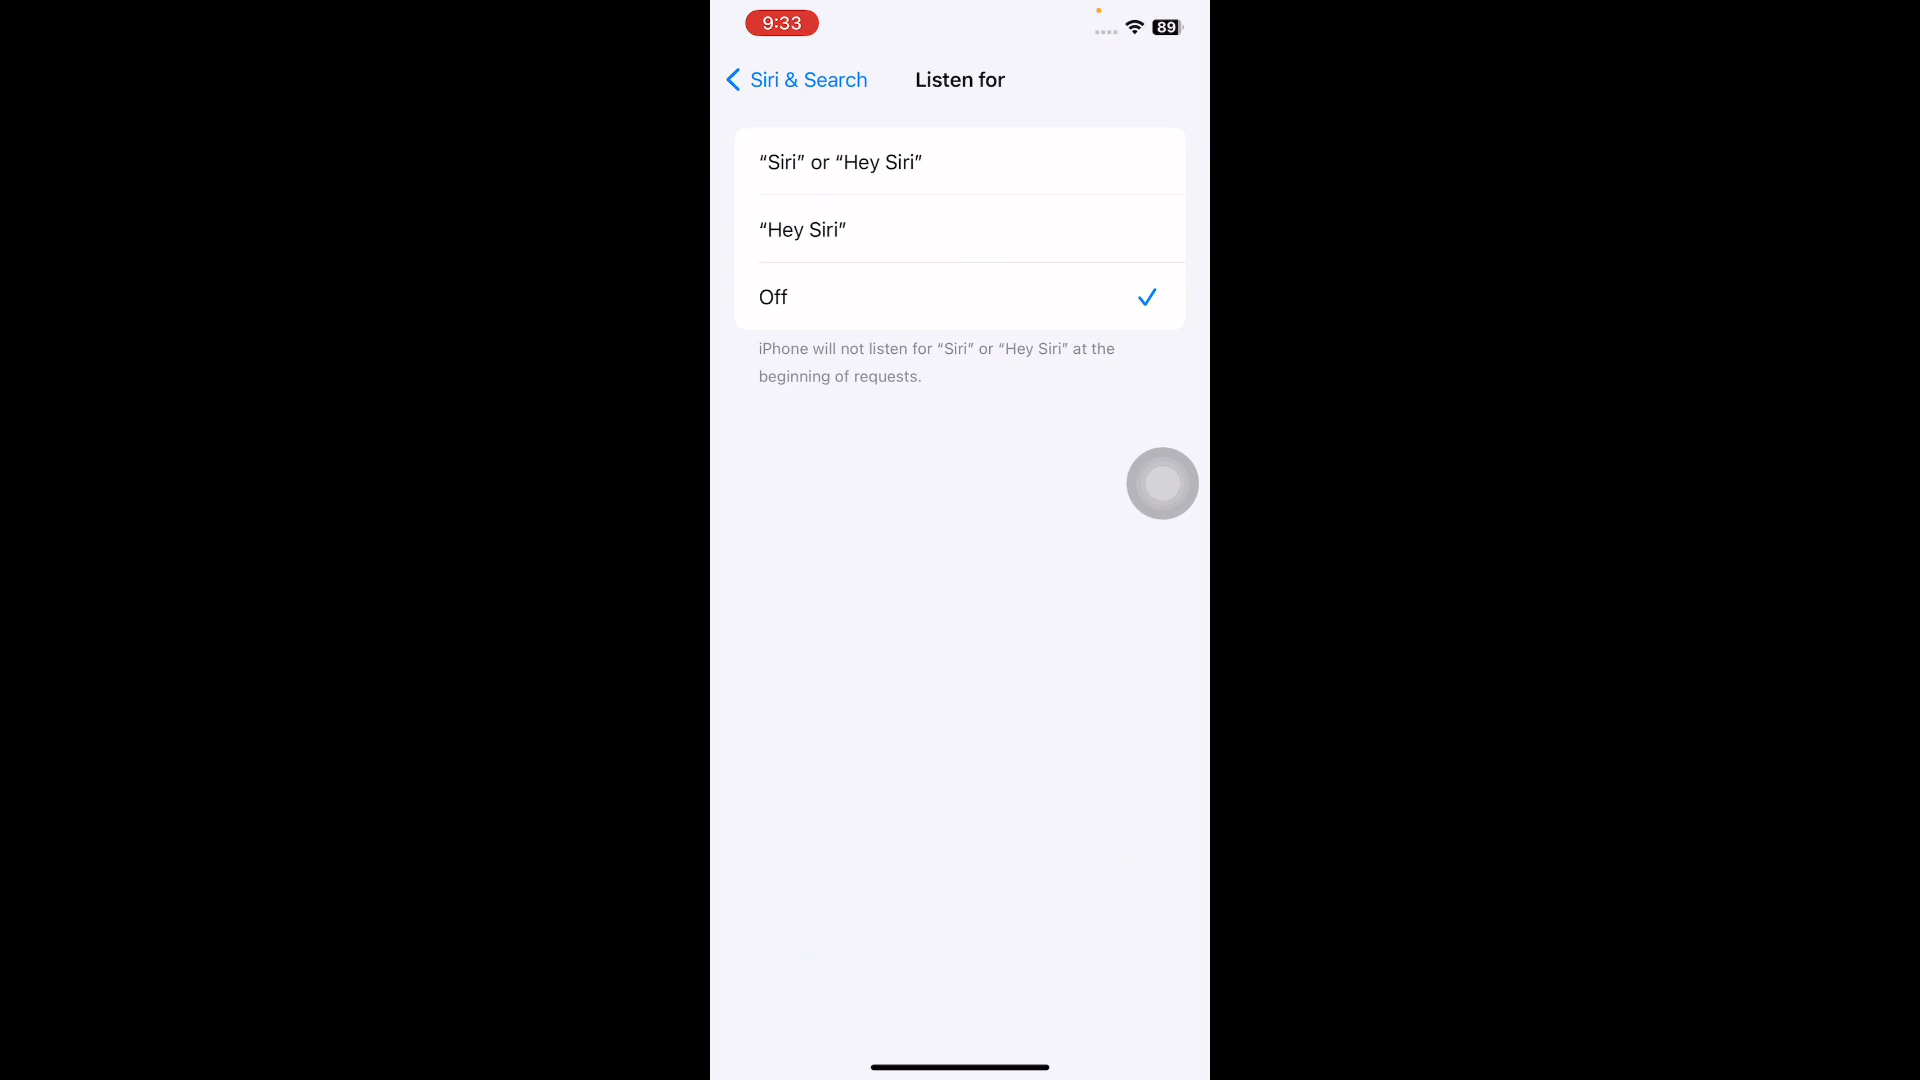 9:33
89
Siri & Search
Listen for
“Siri” or “Hey Siri”
“Hey Siri”
Off
iPhone will not listen for “Siri” or “Hey Siri” at the
beginning of requests.